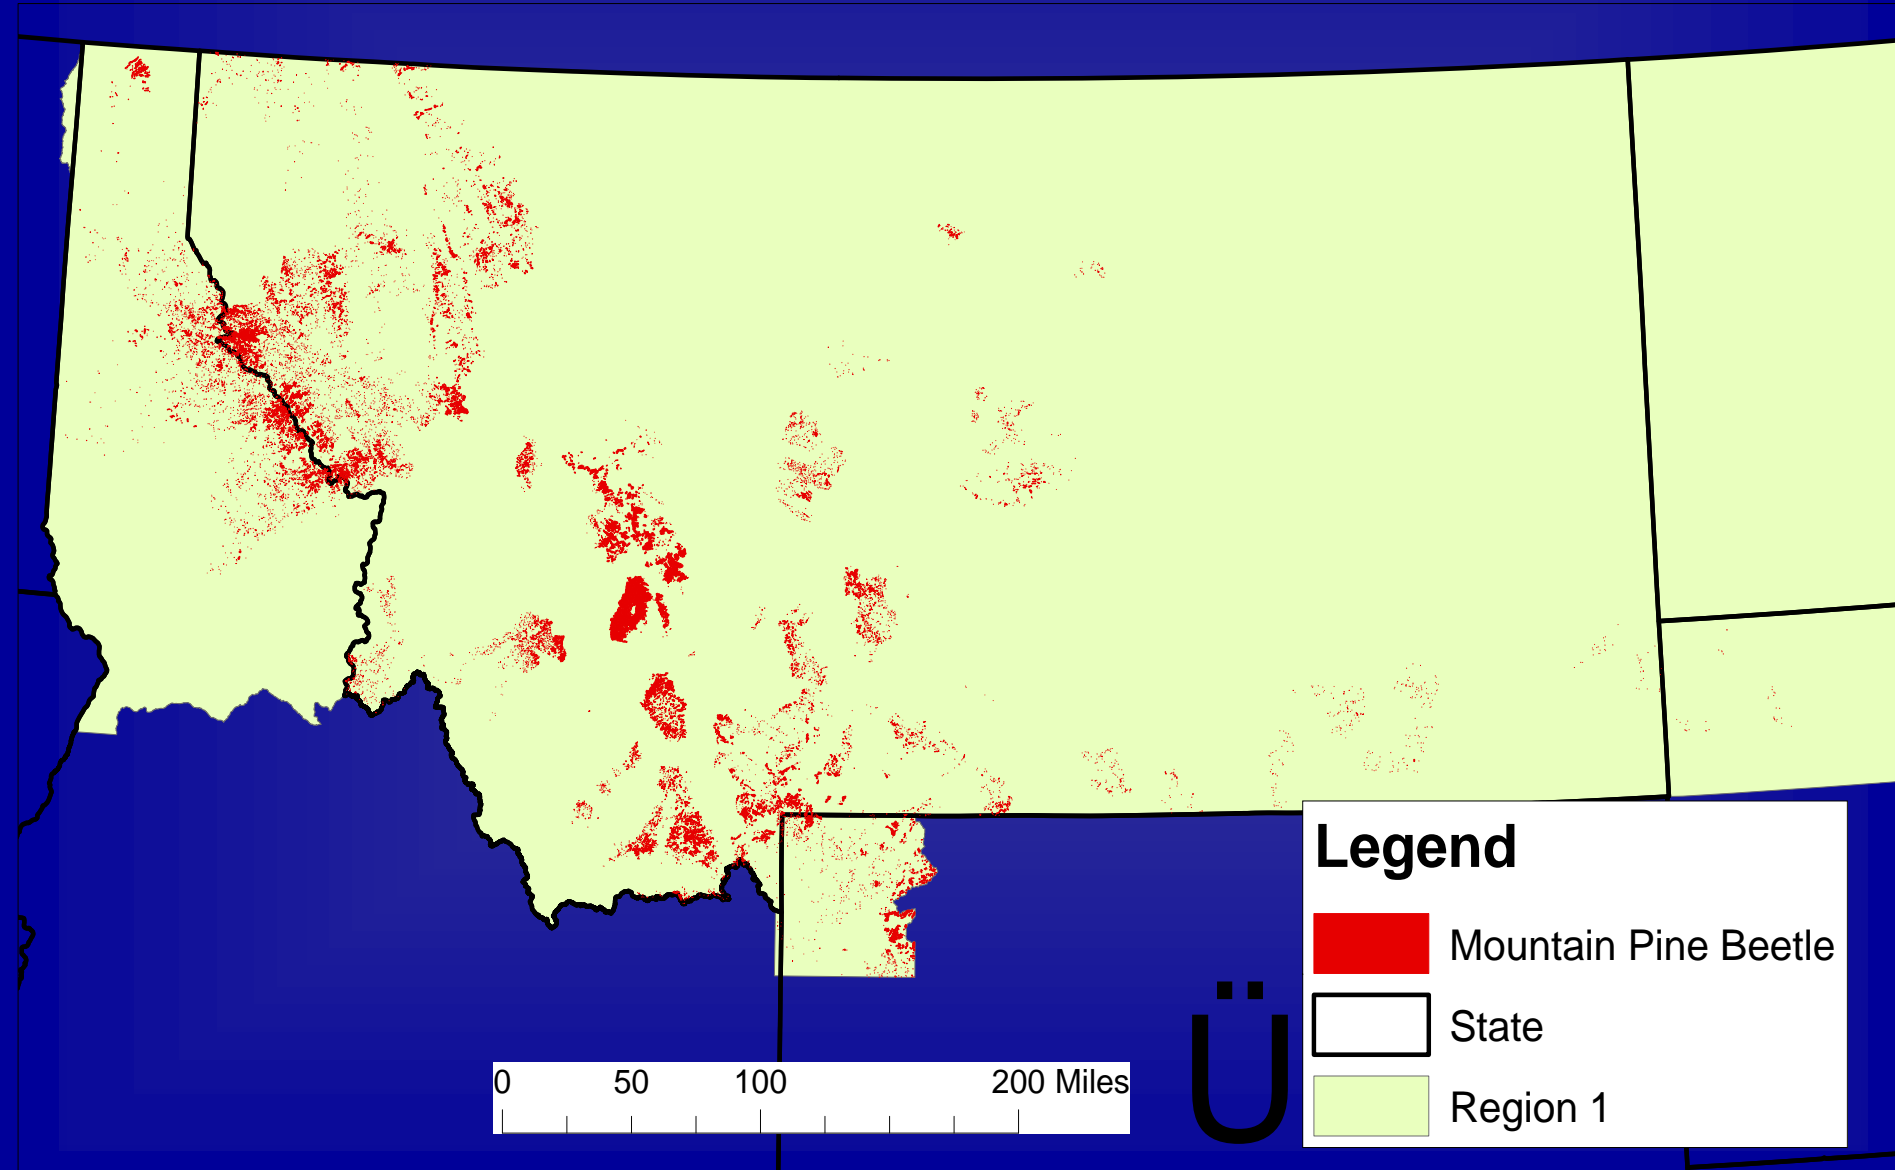 Legend
Mountain Pine Beetle
State
Region 1
0 50 100 200 Miles
Ü